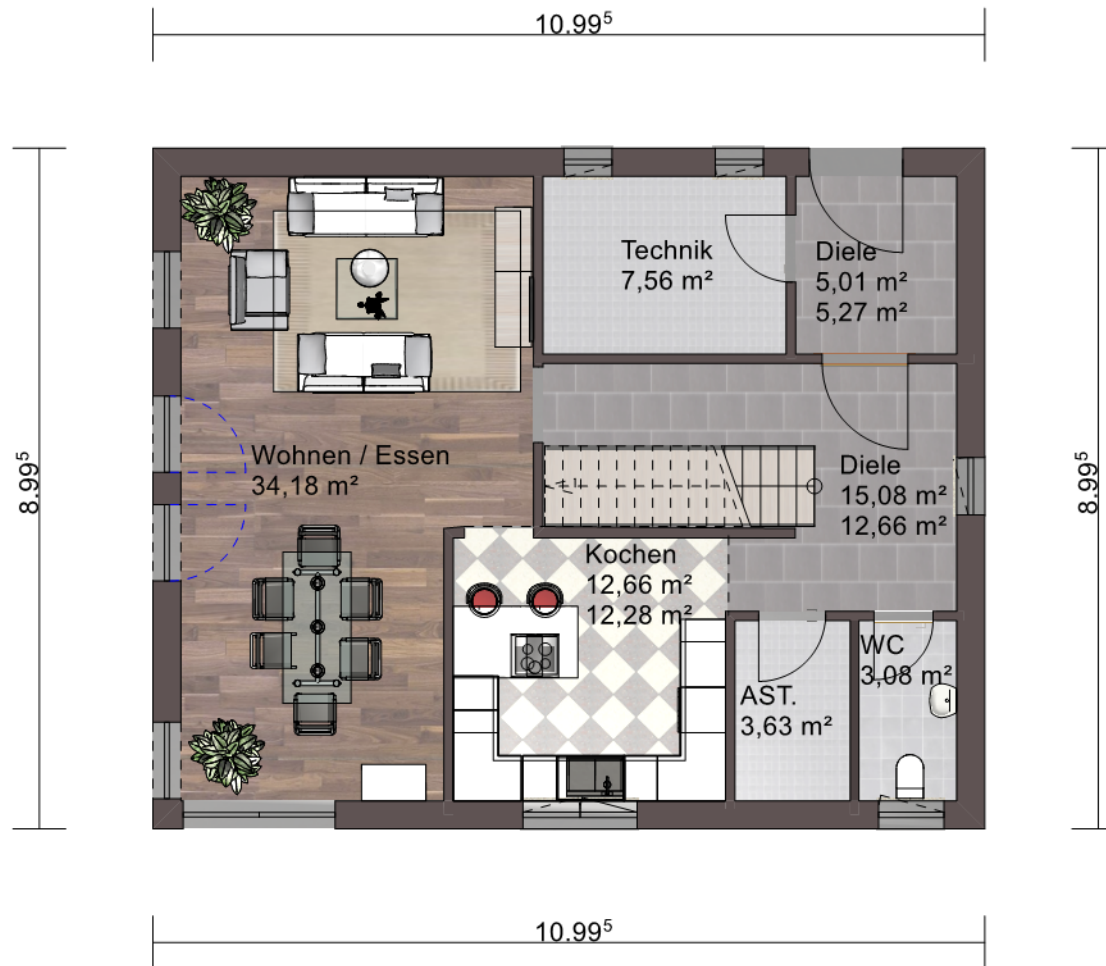 10.99⁵
Technik
7,56 m²
Diele
5,01 m²
5,27 m²
8.99⁵
Wohnen / Essen
34,18 m²
Diele
15,08 m²
12,66 m²
8.99⁵
Kochen
12,66 m²
12,28 m²
WC
3,08 m²
AST.
3,63 m²
10.99⁵